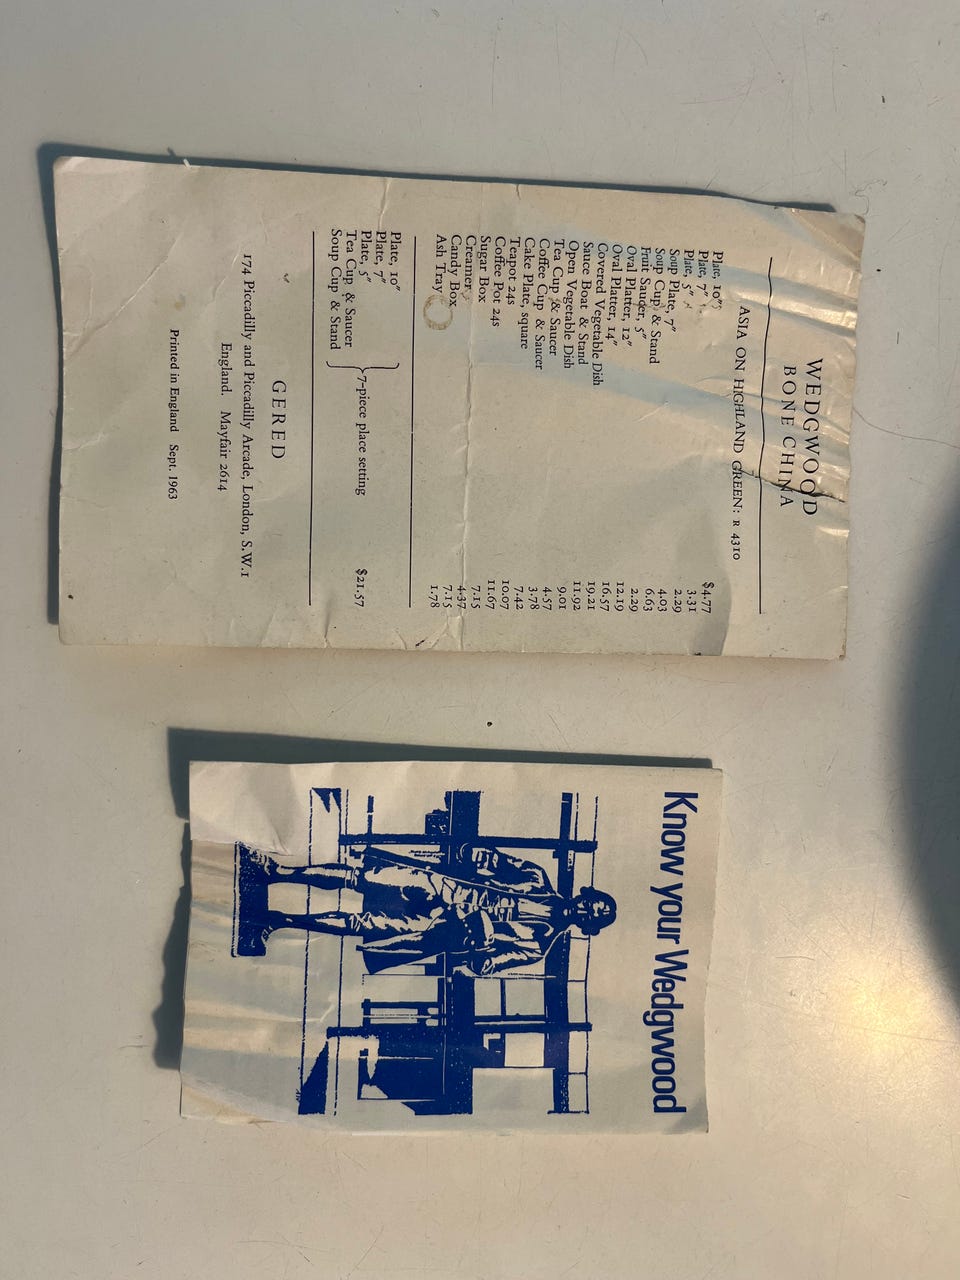 WEDGWOOD
BONE CHINA
ASIA ON HIGHLAND GREEN: R 4310
Plate, 10" $4.77
Plate, 7" 3.31
Plate, 5" 2.29
Soup Plate, 7" 4.03
Soup Cup & Stand 6.63
Fruit Saucer, 5" 2.29
Oval Platter, 12" 12.19
Oval Platter, 14" 16.57
Covered Vegetable Dish 19.21
Sauce Boat & Stand 11.92
Open Vegetable Dish 9.01
Tea Cup & Saucer 4.57
Coffee Cup & Saucer 3.78
Cake Plate, square 7.42
Teapot 24s 10.07
Coffee Pot 24s 11.67
Sugar Box 7.15
Creamer 4.37
Candy Box 7.15
Ash Tray 1.78
Plate, 10"
Plate, 7"
Plate, 5" 7-piece place setting $21.57
Tea Cup & Saucer
Soup Cup & Stand
GERED
174 Piccadilly and Piccadilly Arcade, London, S.W.1
England. Mayfair 2614
Printed in England Sept. 1963
Know your Wedgwood